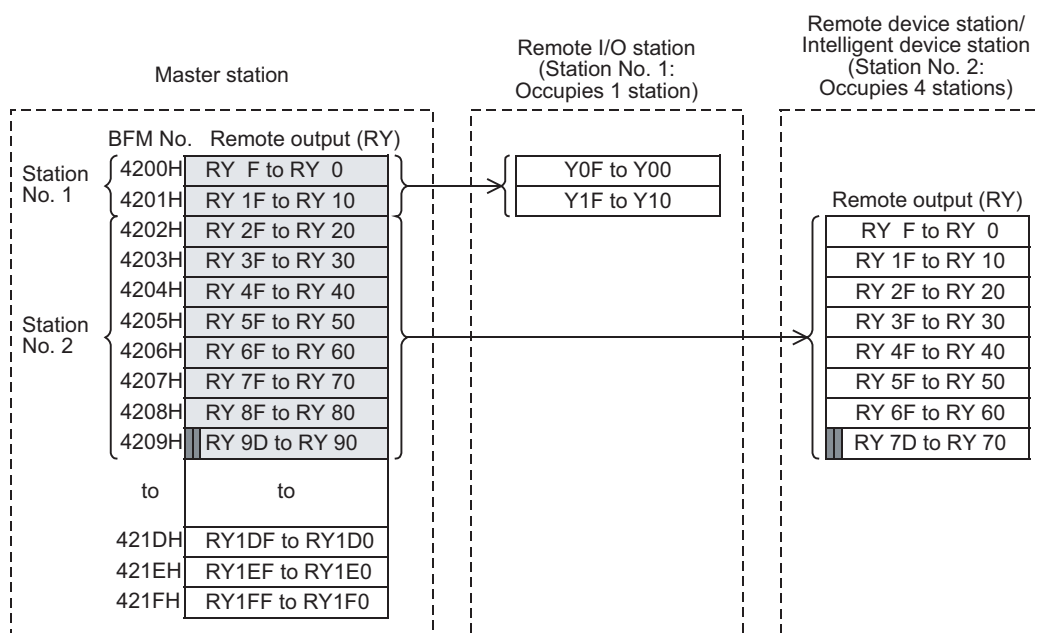 Master station
Remote I/O station
(Station No. 1:
Occupies 1 station)
Remote device station/
Intelligent device station
(Station No. 2:
Occupies 4 stations)
BFM No. Remote output (RY)
Station
No. 1
4200H RY F to RY 0
4201H RY 1F to RY 10
Station
No. 2
4202H RY 2F to RY 20
4203H RY 3F to RY 30
4204H RY 4F to RY 40
4205H RY 5F to RY 50
4206H RY 6F to RY 60
4207H RY 7F to RY 70
4208H RY 8F to RY 80
4209H RY 9D to RY 90
to to
421DH RY1DF to RY1D0
421EH RY1EF to RY1E0
421FH RY1FF to RY1F0
Y0F to Y00
Y1F to Y10
Remote output (RY)
RY F to RY 0
RY 1F to RY 10
RY 2F to RY 20
RY 3F to RY 30
RY 4F to RY 40
RY 5F to RY 50
RY 6F to RY 60
RY 7D to RY 70